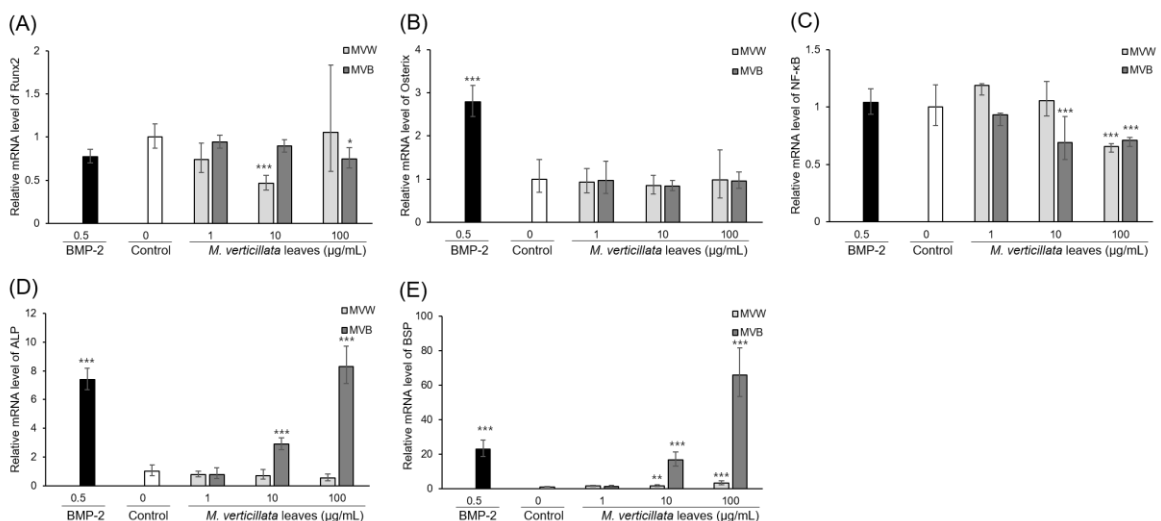 (A)
Relative mRNA level of Runx2
2
1.5
1
0.5
0
MVW
MVB
***
*
0.5
0
1
10
100
BMP-2
Control
M. verticillata leaves (µg/mL)
(B)
Relative mRNA level of Osterix
4
3
2
1
0
MVW
MVB
***
0.5
0
1
10
100
BMP-2
Control
M. verticillata leaves (µg/mL)
(C)
Relative mRNA level of NF-κB
1.5
1
0.5
0
MVW
MVB
***
***
***
0.5
0
1
10
100
BMP-2
Control
M. verticillata leaves (µg/mL)
(D)
Relative mRNA level of ALP
12
10
8
6
4
2
0
MVW
MVB
***
***
***
0.5
0
1
10
100
BMP-2
Control
M. verticillata leaves (µg/mL)
(E)
Relative mRNA level of BSP
100
80
60
40
20
0
MVW
MVB
***
**
***
***
***
0.5
0
1
10
100
BMP-2
Control
M. verticillata leaves (µg/mL)